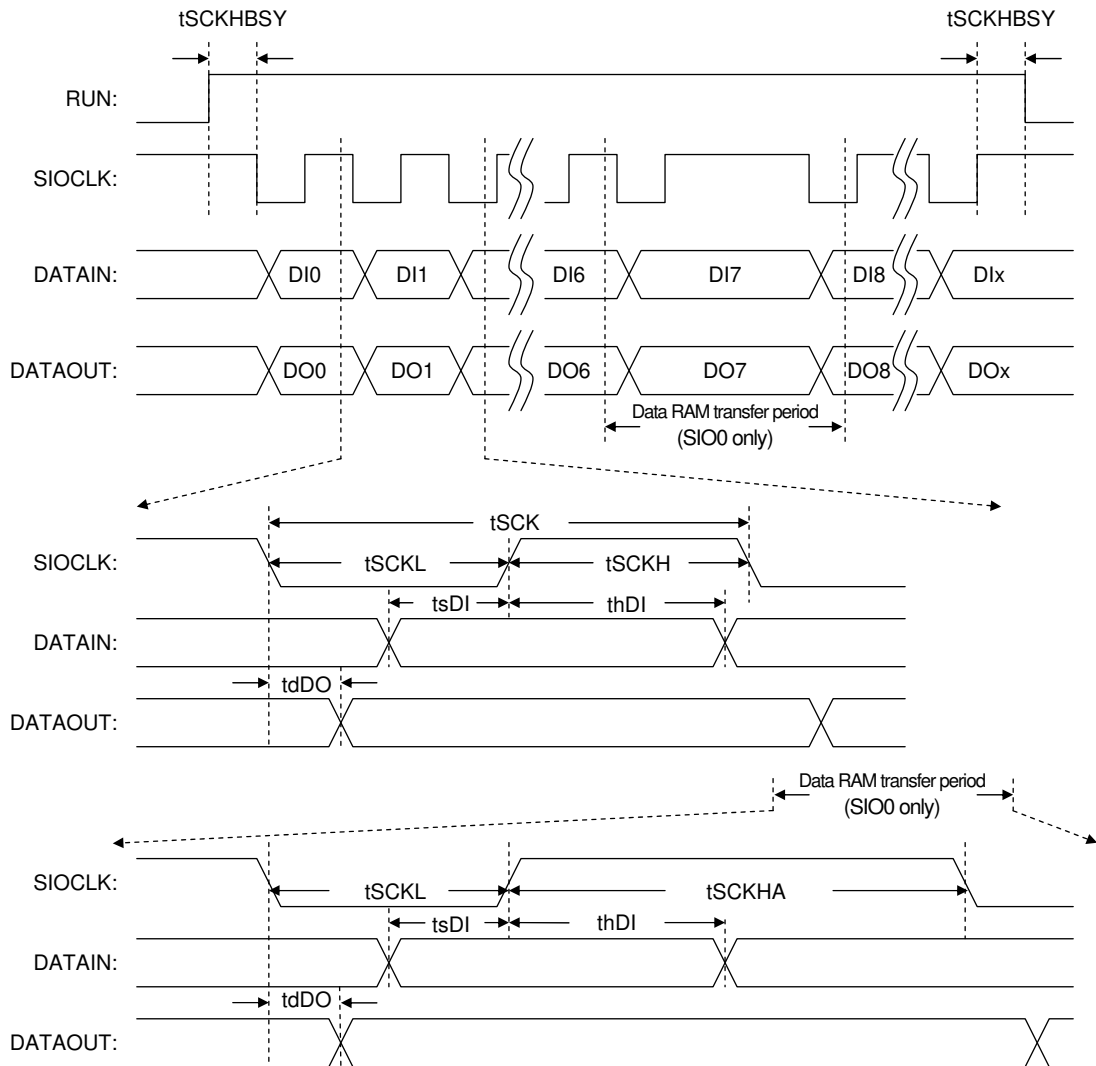 tSCKHBSY tSCKHBSY
RUN:
SIOCLK:
DATAIN: DI0 DI1 DI6 DI7 DI8 DIx
DATAOUT: DO0 DO1 DO6 DO7 DO8 DOx
Data RAM transfer period
(SIO0 only)
tSCK
SIOCLK: tSCKL tSCKH
tsDI thDI
DATAIN:
tdDO
DATAOUT:
Data RAM transfer period
(SIO0 only)
SIOCLK: tSCKL tSCKHA
tsDI thDI
DATAIN:
tdDO
DATAOUT: